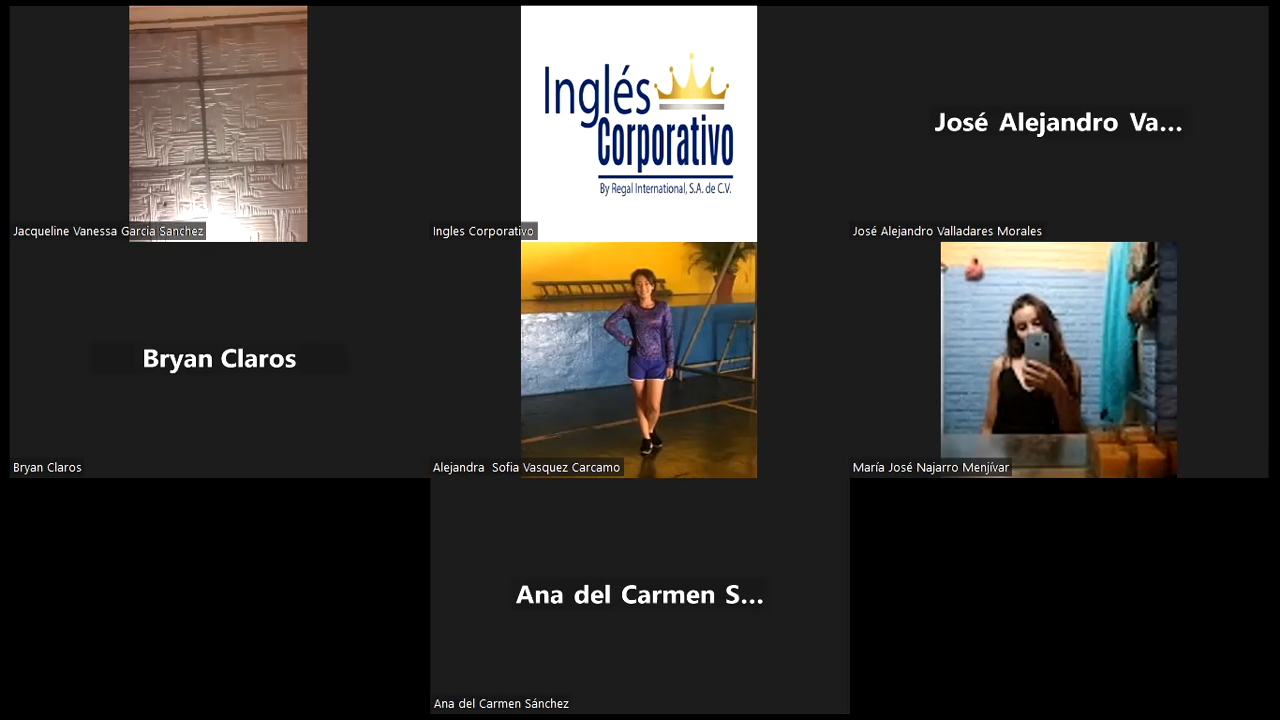 Inglés
Corporativo
By Regal International, S.A. de C.V.
José Alejandro Va...
Jacqueline Vanessa Garcia Sanchez
Ingles Corporativo
José Alejandro Valladares Morales
Bryan Claros
Bryan Claros
Alejandra Sofia Vasquez Carcamo
María José Najarro Menjívar
Ana del Carmen S...
Ana del Carmen Sánchez